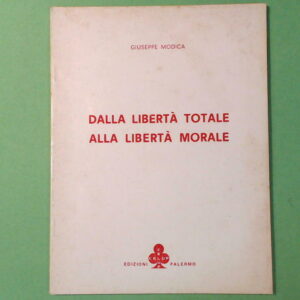 GIUSEPPE MODICA
DALLA LIBERTÀ TOTALE
ALLA LIBERTÀ MORALE
EDIZIONI PALERMO